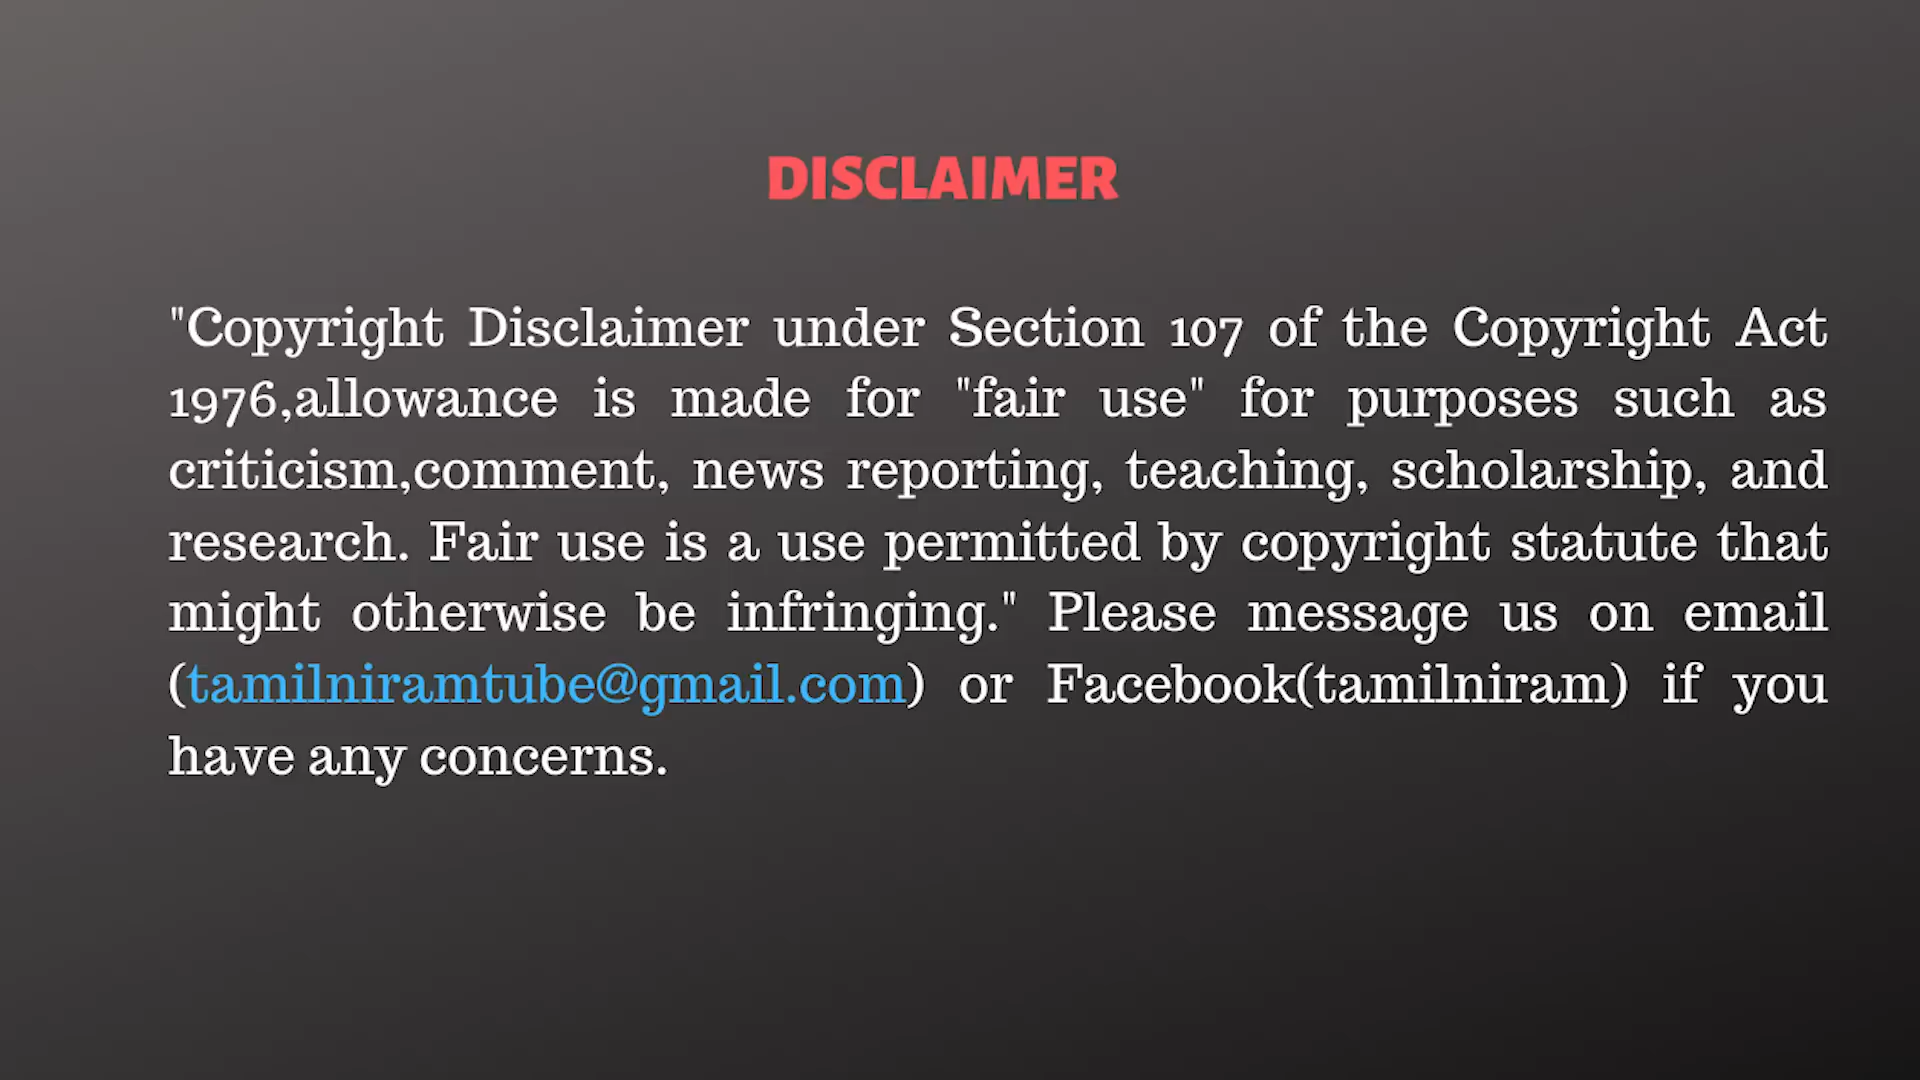 DISCLAIMER
"Copyright Disclaimer under Section 107 of the Copyright Act
1976,allowance is made for "fair use" for purposes such as
criticism,comment, news reporting, teaching, scholarship, and
research. Fair use is a use permitted by copyright statute that
might otherwise be infringing." Please message us on email
(tamilniramtube@gmail.com) or Facebook(tamilniram) if you
have any concerns.